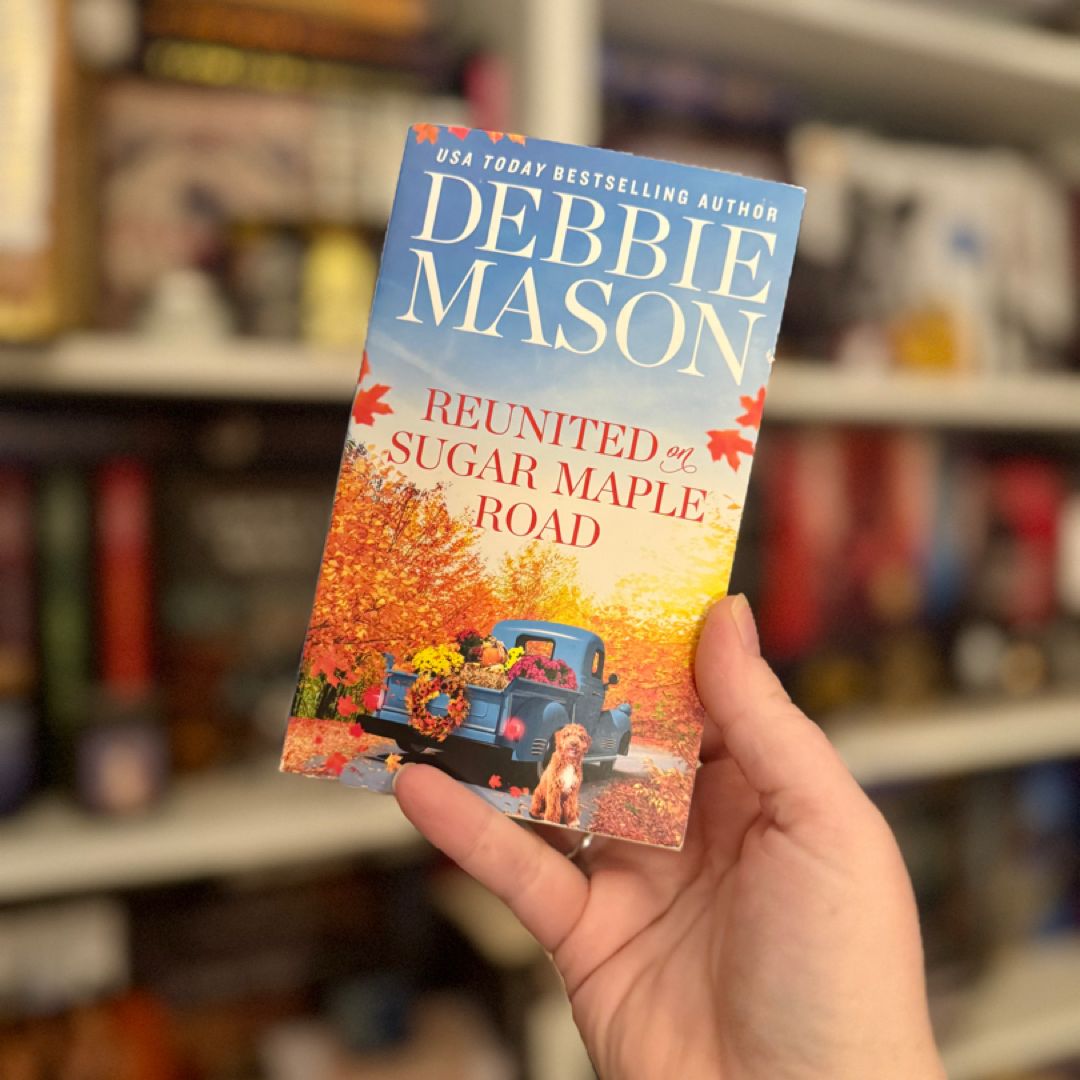 USA TODAY BESTSELLING AUTHOR
DEBBIE
MASON
REUNITED on
SUGAR MAPLE
ROAD